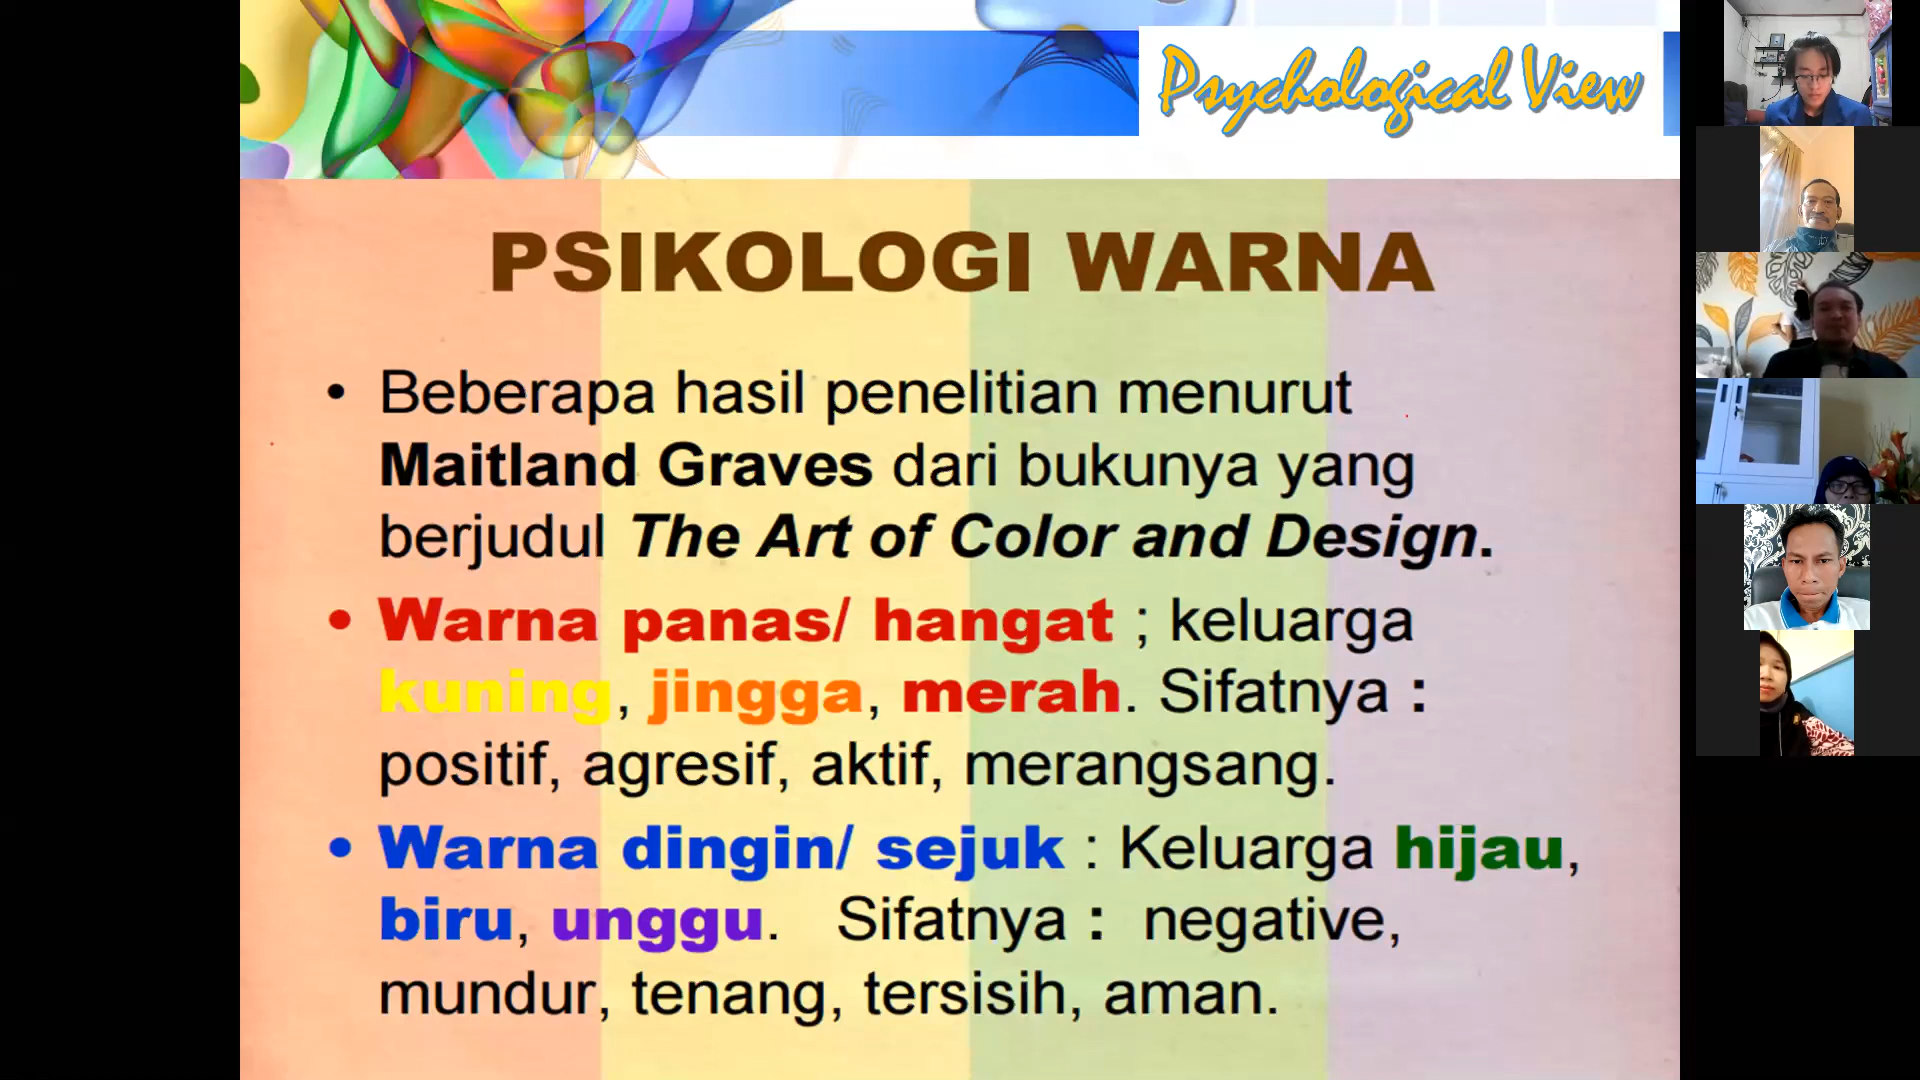 Psychological View
PSIKOLOGI WARNA
• Beberapa hasil penelitian menurut
Maitland Graves dari bukunya yang
berjudul The Art of Color and Design.
• Warna panas/ hangat ; keluarga
kuning, jingga, merah. Sifatnya :
positif, agresif, aktif, merangsang.
• Warna dingin/ sejuk : Keluarga hijau,
biru, unggu. Sifatnya : negative,
mundur, tenang, tersisih, aman.